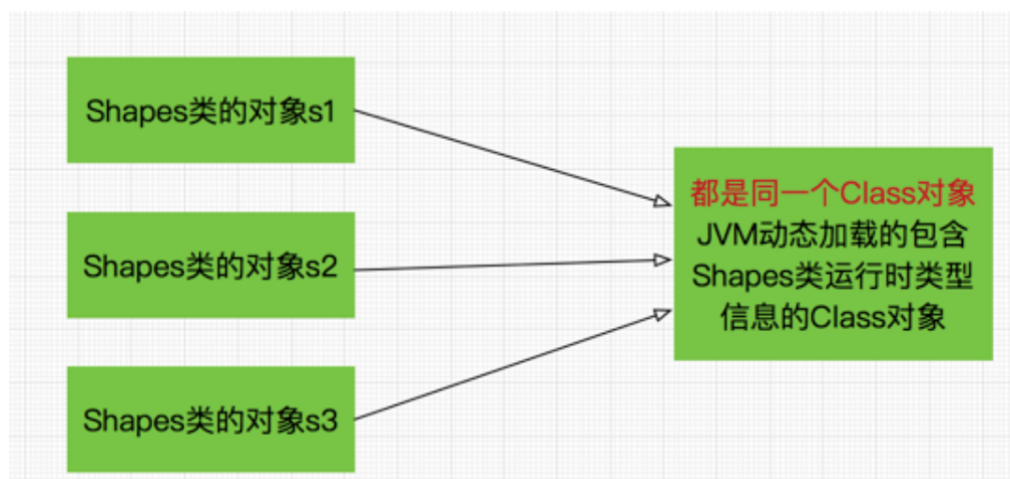 Shapes类的对象s1
Shapes类的对象s2
Shapes类的对象s3
都是同一个Class对象
JVM动态加载的包含
Shapes类运行时类型
信息的Class对象